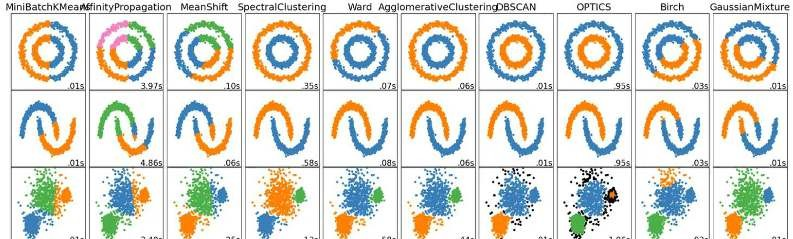 MiniBatchKMeans AffinityPropagation MeanShift SpectralClustering Ward AgglomerativeClustering DBSCAN OPTICS Birch GaussianMixture
.01s 3.97s .10s .35s .07s .06s .01s .95s .03s .01s
.01s 4.86s .06s .58s .08s .06s .01s .95s .03s .01s